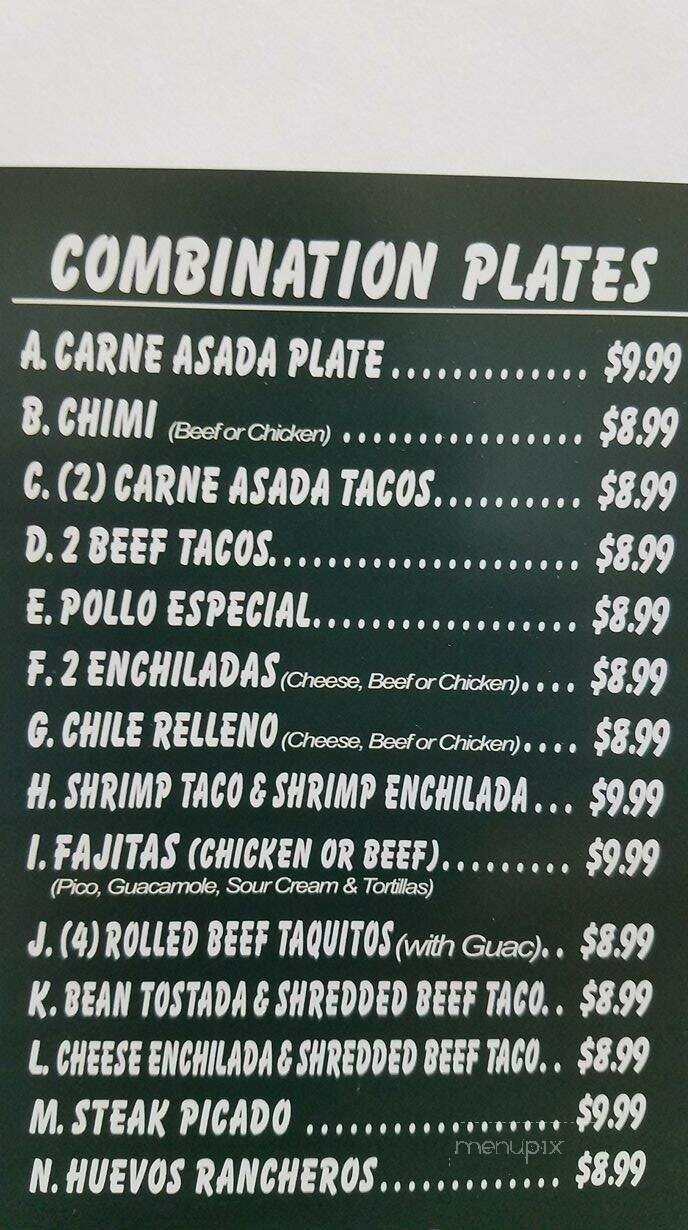 COMBINATION PLATES
A. CARNE ASADA PLATE............. $9.99
B. CHIMI (Beef or Chicken)................ $8.99
C. (2) CARNE ASADA TACOS.......... $8.99
D. 2 BEEF TACOS..................... $8.99
E. POLLO ESPECIAL.................. $8.99
F. 2 ENCHILADAS (Cheese, Beef or Chicken).... $8.99
G. CHILE RELLENO (Cheese, Beef or Chicken).... $8.99
H. SHRIMP TACO & SHRIMP ENCHILADA... $9.99
I. FAJITAS (CHICKEN OR BEEF)......... $9.99
(Pico, Guacamole, Sour Cream & Tortillas)
J. (4) ROLLED BEEF TAQUITOS (with Guac).. $8.99
K. BEAN TOSTADA & SHREDDED BEEF TACO.. $8.99
L. CHEESE ENCHILADA & SHREDDED BEEF TACO.. $8.99
M. STEAK PICADO ................. $9.99
menupix
N. HUEVOS RANCHEROS............. $8.99